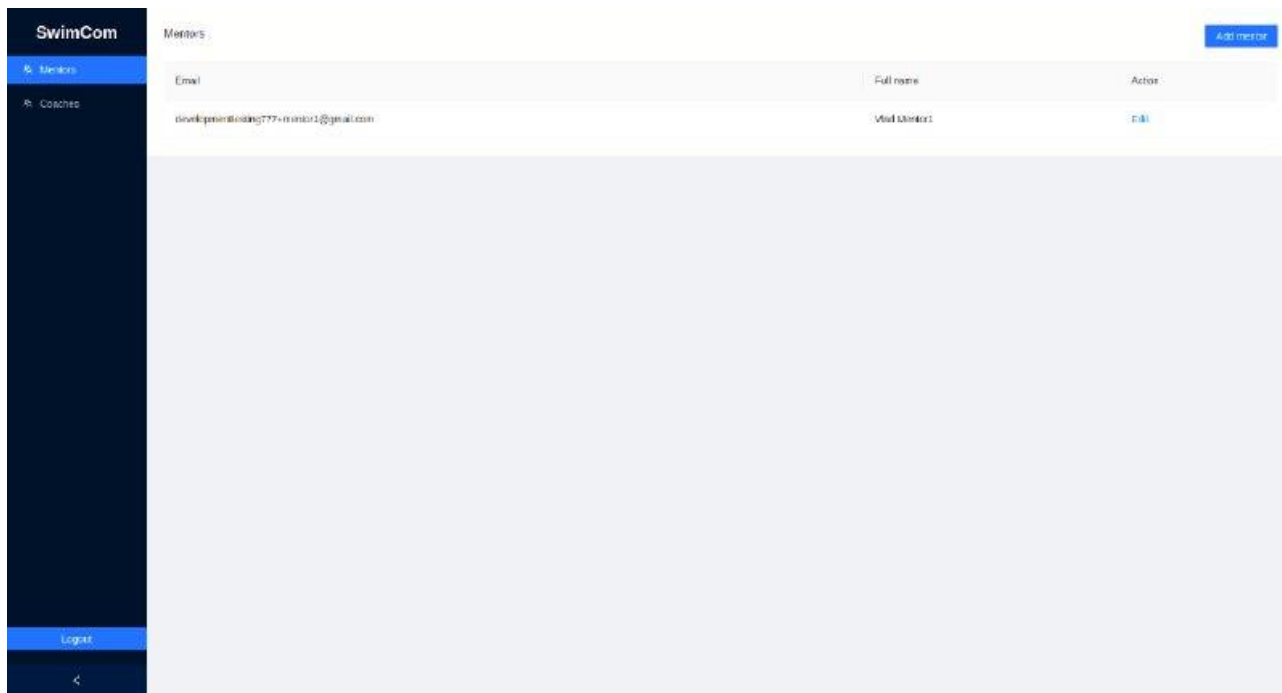 SwimCom
Mentors
Coaches
Logout
Mentors
Add mentor
Email
Full name
Action
developmenttesting777+mentor1@gmail.com
Vlad Mentor1
Edit